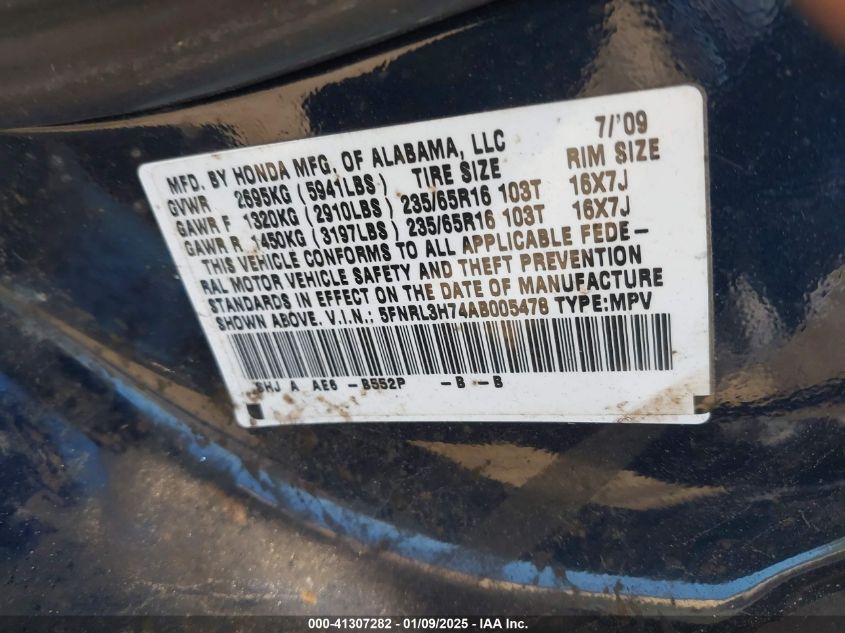 7/'09
MFD. BY HONDA MFG. OF ALABAMA, LLC
GVWR 2695KG (5941LBS) TIRE SIZE RIM SIZE
GAWR F 1320KG (2910LBS) 235/65R16 103T 16X7J
GAWR R 1450KG (3197LBS) 235/65R16 103T 16X7J
THIS VEHICLE CONFORMS TO ALL APPLICABLE FEDE-
RAL MOTOR VEHICLE SAFETY AND THEFT PREVENTION
STANDARDS IN EFFECT ON THE DATE OF MANUFACTURE
SHOWN ABOVE. V.I.N.: 5FNRL3H74AB005478 TYPE:MPV
SHJ A AE6 -B552P -B -B
000-41307282 - 01/09/2025 - IAA Inc.